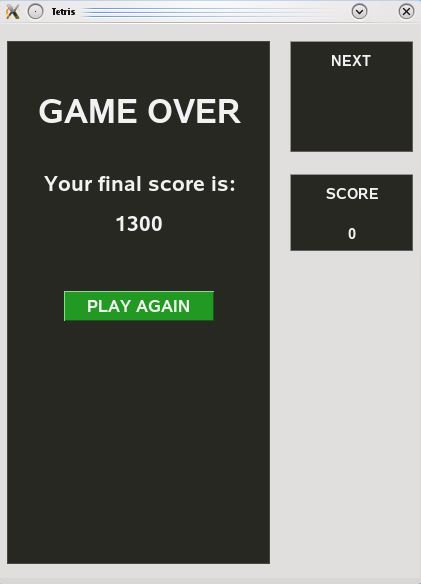 Tetris
GAME OVER
Your final score is:
1300
PLAY AGAIN
NEXT
SCORE
0